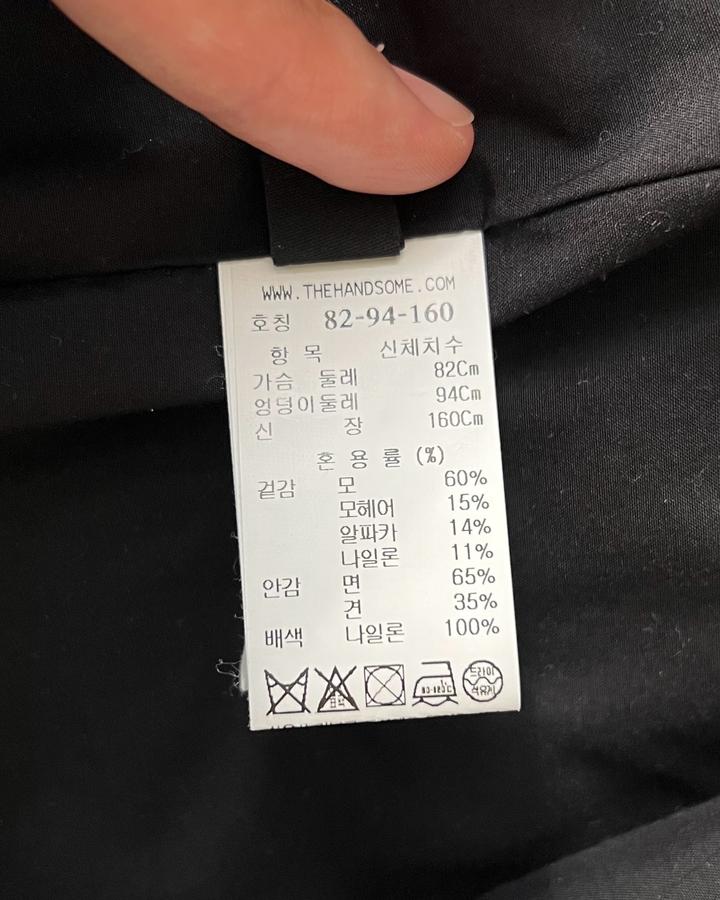 WWW.THEHANDSOME.COM
호칭 82-94-160
항 목 신체치수
가슴 둘레 82Cm
엉덩이둘레 94Cm
신 장 160Cm
혼 용 률 (%)
겉감 모 60%
모헤어 15%
알파카 14%
나일론 11%
안감 면 65%
견 35%
배색 나일론 100%
표백
드라이
석유계